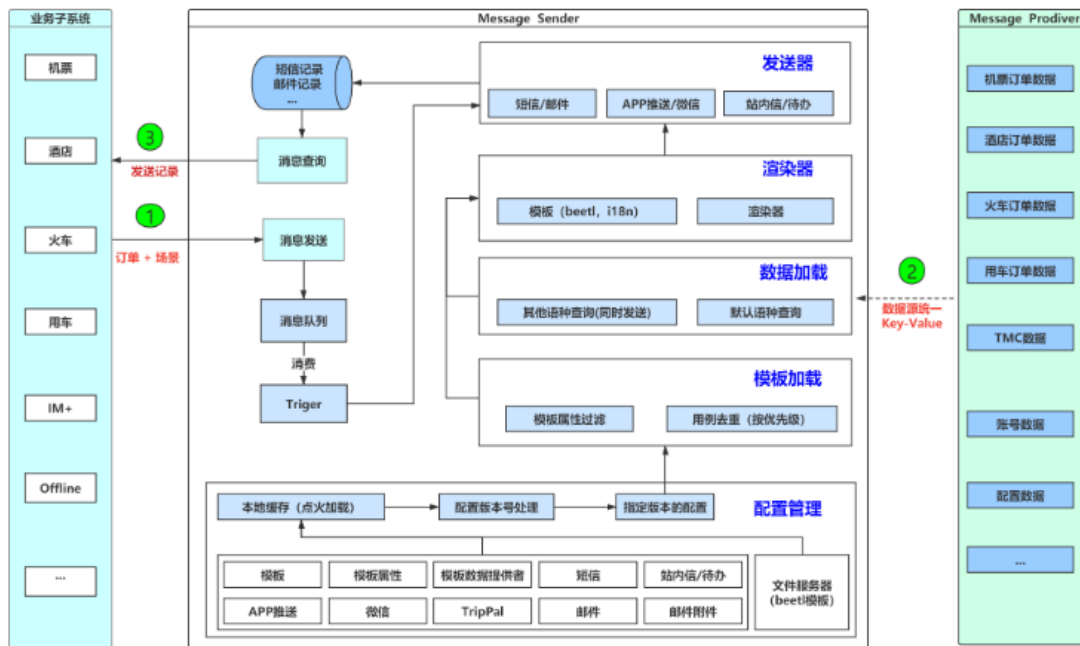 业务子系统
机票
酒店
火车
用车
IM+
Offline
...
3
发送记录
1
订单 + 场景
Message Sender
短信记录
邮件记录
...
消息查询
消息发送
消息队列
消费
Triger
发送器
短信/邮件
APP推送/微信
站内信/待办
渲染器
模板（beetl，i18n）
渲染器
数据加载
其他语种查询(同时发送)
默认语种查询
模板加载
模板属性过滤
用例去重（按优先级）
配置管理
本地缓存（点火加载）
配置版本号处理
指定版本的配置
模板
模板属性
模板数据提供者
短信
站内信/待办
APP推送
微信
TripPal
邮件
邮件附件
文件服务器
(beetl模板)
2
数据源统一
Key-Value
Message Prodiver
机票订单数据
酒店订单数据
火车订单数据
用车订单数据
TMC数据
账号数据
配置数据
...